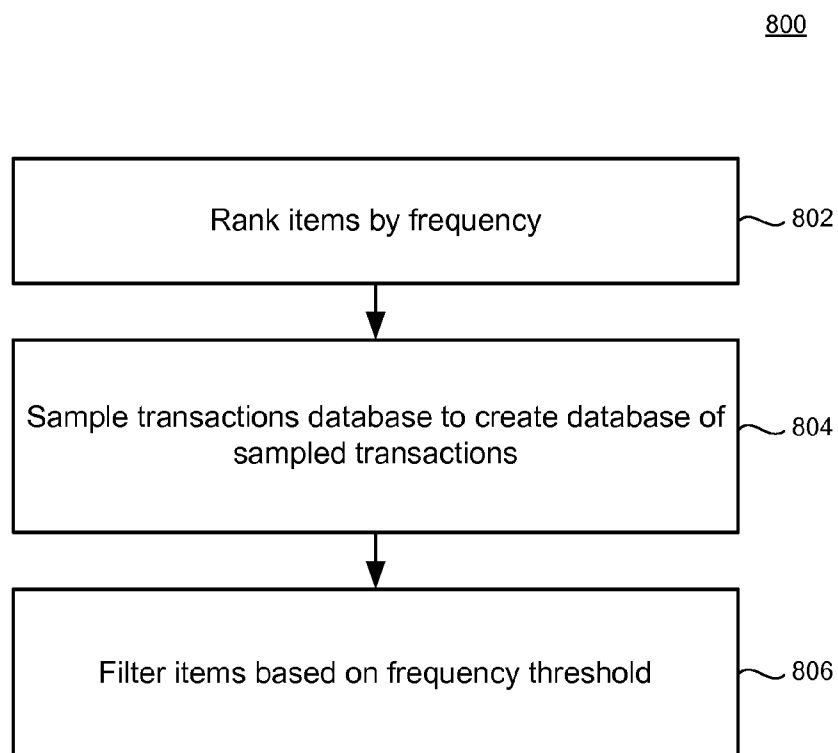 800
Rank items by frequency
802
Sample transactions database to create database of
sampled transactions
804
Filter items based on frequency threshold
806